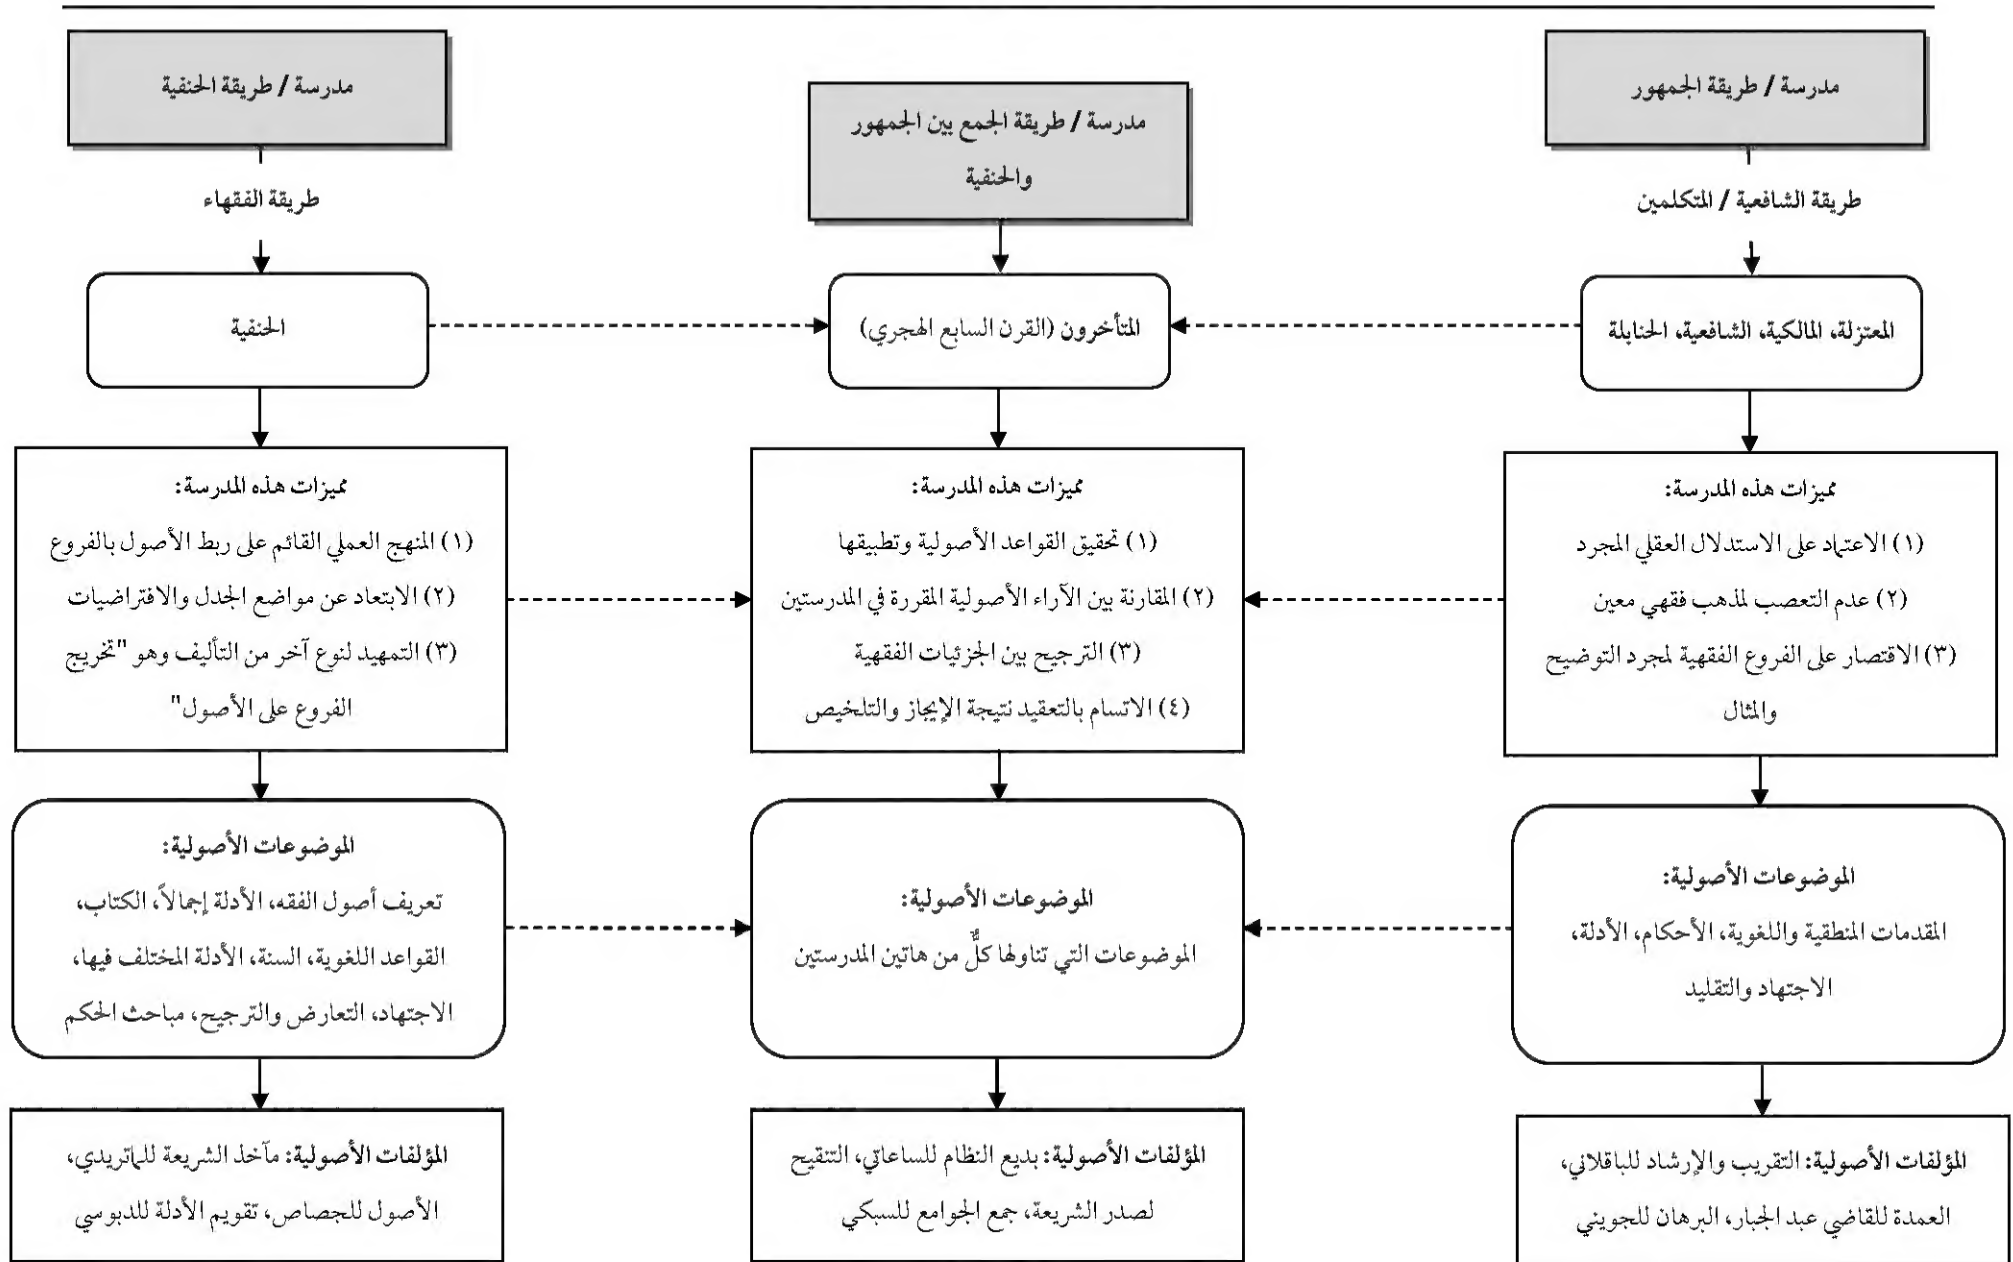 مدرسة / طريقة الجمهور
طريقة الشافعية / المتكلمين
المعتزلة، المالكية، الشافعية، الحنابلة
مميزات هذه المدرسة:
(١) الاعتماد على الاستدلال العقلي المجرد
(٢) عدم التعصب لمذهب فقهي معين
(٣) الاقتصار على الفروع الفقهية لمجرد التوضيح
والمثال
الموضوعات الأصولية:
المقدمات المنطقية واللغوية، الأحكام، الأدلة،
الاجتهاد والتقليد
المؤلفات الأصولية: التقريب والإرشاد للباقلاني،
العمدة للقاضي عبد الجبار، البرهان للجويني
مدرسة / طريقة الجمع بين الجمهور
والحنفية
المتأخرون (القرن السابع الهجري)
مميزات هذه المدرسة:
(١) تحقيق القواعد الأصولية وتطبيقها
(٢) المقارنة بين الآراء الأصولية المقررة في المدرستين
(٣) الترجيح بين الجزئيات الفقهية
(٤) الاتسام بالتعقيد نتيجة الإيجاز والتلخيص
الموضوعات الأصولية:
الموضوعات التي تناولها كلٌّ من هاتين المدرستين
المؤلفات الأصولية: بديع النظام للساعاتي، التنقيح
لصدر الشريعة، جمع الجوامع للسبكي
مدرسة / طريقة الحنفية
طريقة الفقهاء
الحنفية
مميزات هذه المدرسة:
(١) المنهج العملي القائم على ربط الأصول بالفروع
(٢) الابتعاد عن مواضع الجدل والافتراضيات
(٣) التمهيد لنوع آخر من التأليف وهو "تخريج
الفروع على الأصول"
الموضوعات الأصولية:
تعريف أصول الفقه، الأدلة إجمالاً، الكتاب،
القواعد اللغوية، السنة، الأدلة المختلف فيها،
الاجتهاد، التعارض والترجيح، مباحث الحكم
المؤلفات الأصولية: مآخذ الشريعة للماتريدي،
الأصول للجصاص، تقويم الأدلة للدبوسي